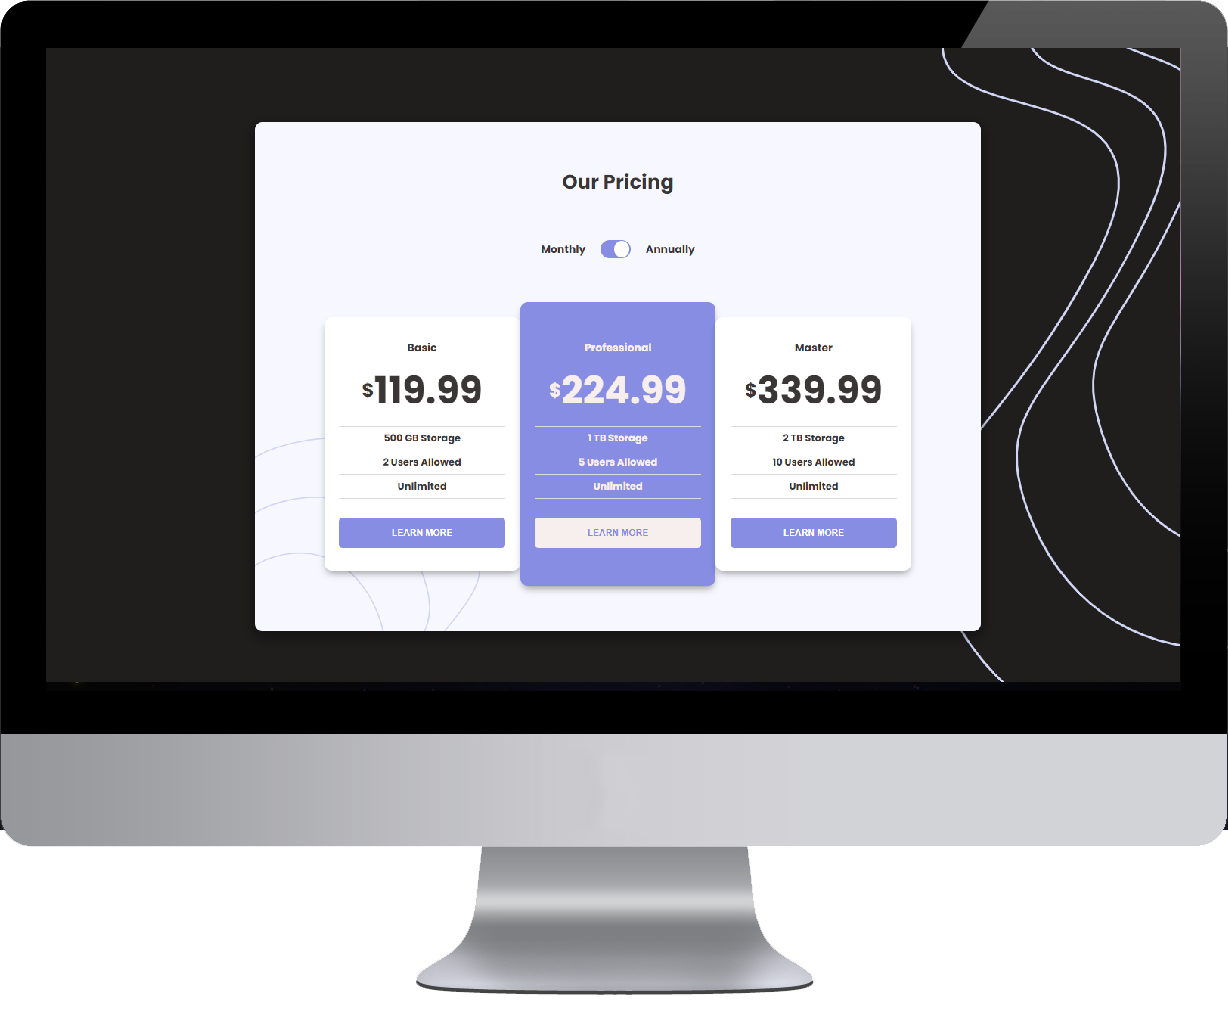 Our Pricing
Monthly Annually
Basic
$119.99
500 GB Storage
2 Users Allowed
Unlimited
LEARN MORE
Professional
$224.99
1 TB Storage
5 Users Allowed
Unlimited
LEARN MORE
Master
$339.99
2 TB Storage
10 Users Allowed
Unlimited
LEARN MORE